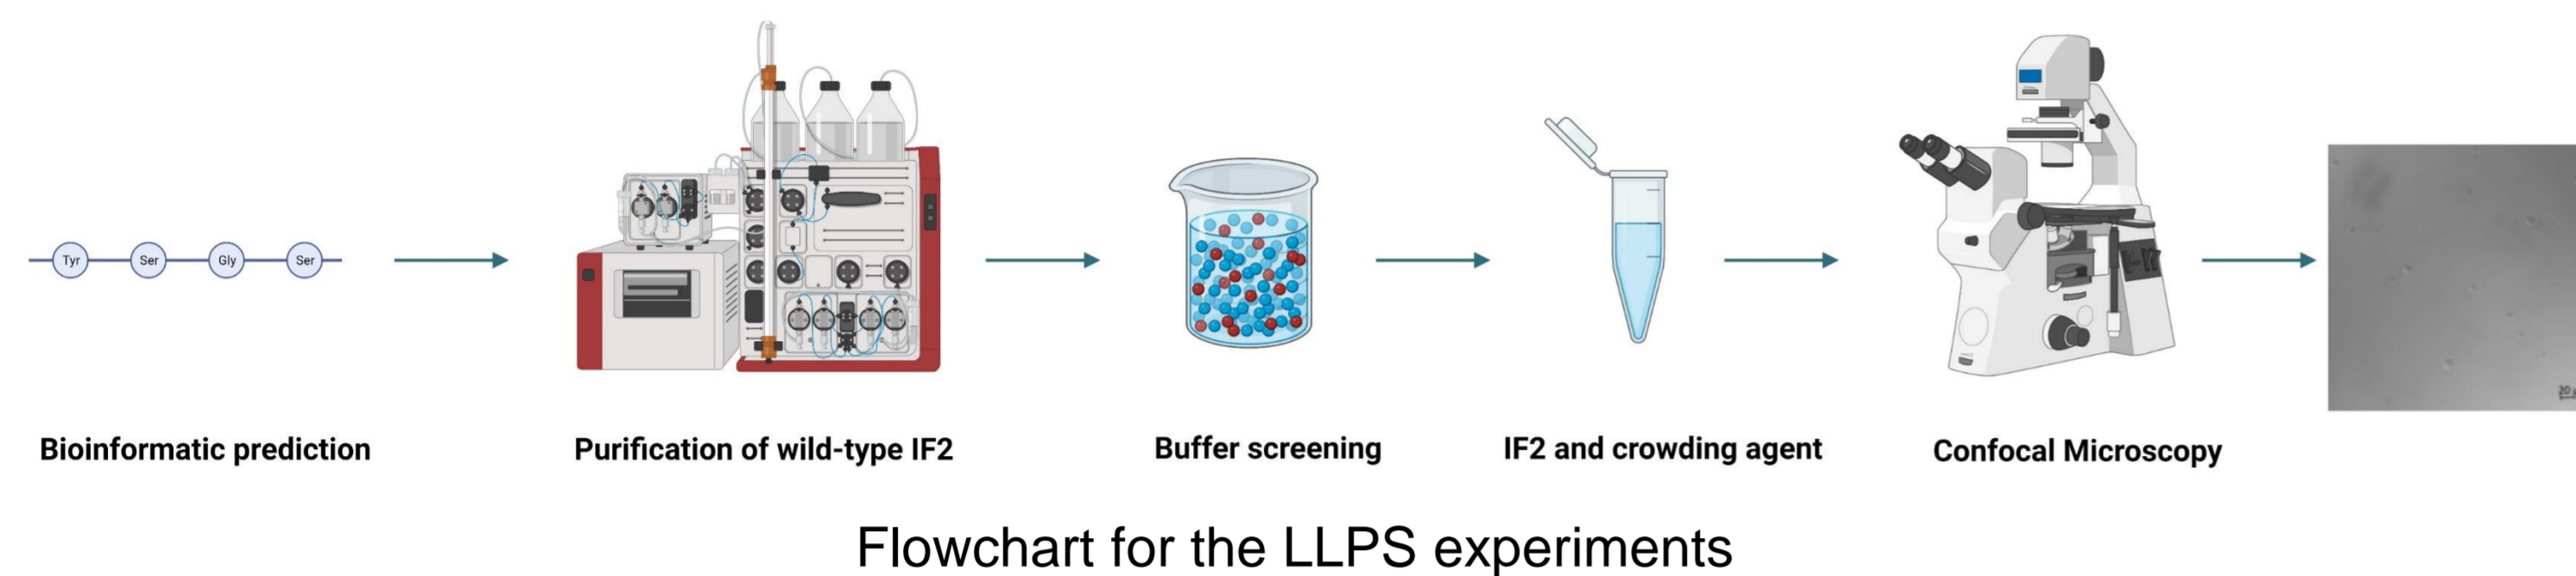 Tyr Ser Gly Ser
Bioinformatic prediction
Purification of wild-type IF2
Buffer screening
IF2 and crowding agent
Confocal Microscopy
20
Flowchart for the LLPS experiments